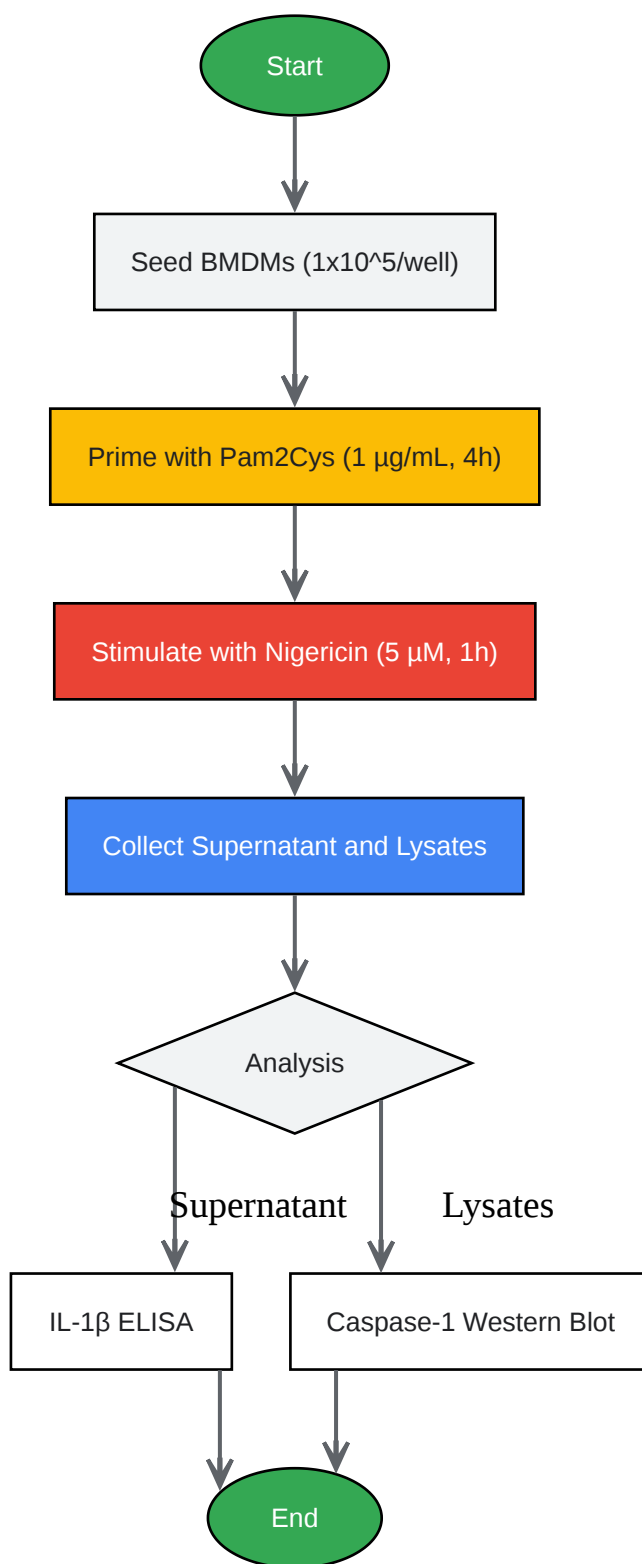 Start
Seed BMDMs (1x10^5/well)
Prime with Pam2Cys (1 µg/mL, 4h)
Stimulate with Nigericin (5 µM, 1h)
Collect Supernatant and Lysates
Analysis
Supernatant
Lysates
IL-1β ELISA
Caspase-1 Western Blot
End